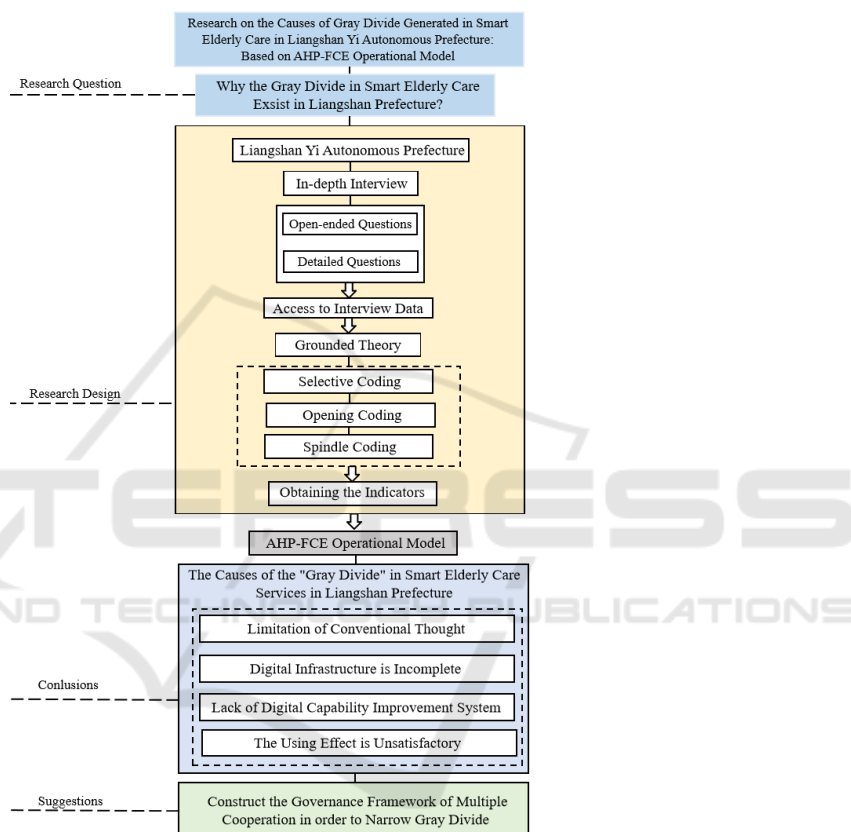 Research on the Causes of Gray Divide Generated in Smart
Elderly Care in Liangshan Yi Autonomous Prefecture:
Based on AHP-FCE Operational Model
Research Question
Why the Gray Divide in Smart Elderly Care
Exsist in Liangshan Prefecture?
Liangshan Yi Autonomous Prefecture
In-depth Interview
Open-ended Questions
Detailed Questions
Access to Interview Data
Grounded Theory
Research Design
Selective Coding
Opening Coding
Spindle Coding
Obtaining the Indicators
AHP-FCE Operational Model
The Causes of the "Gray Divide" in Smart Elderly Care
Services in Liangshan Prefecture
Limitation of Conventional Thought
Digital Infrastructure is Incomplete
Conlusions
Lack of Digital Capability Improvement System
The Using Effect is Unsatisfactory
Suggestions
Construct the Governance Framework of Multiple
Cooperation in order to Narrow Gray Divide
TEPRESS
ND TECHNOLOGY PUBLICATIONS